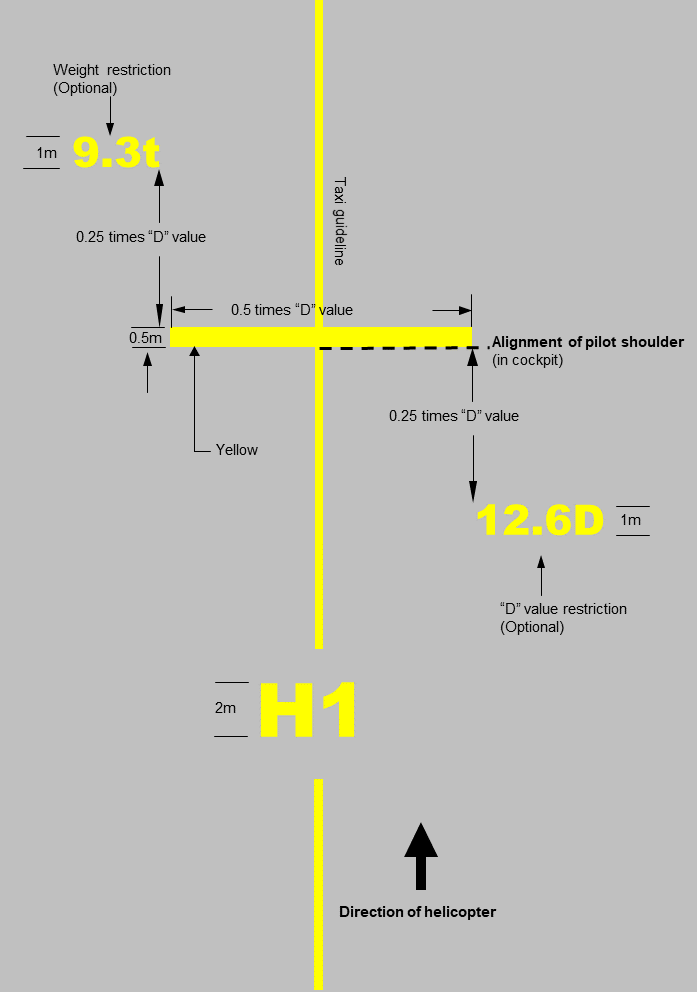 Weight restriction
(Optional)
1m
9.3t
Taxi guideline
0.25 times “D” value
0.5 times “D” value
0.5m
Alignment of pilot shoulder
(in cockpit)
0.25 times “D” value
Yellow
12.6D
1m
“D” value restriction
(Optional)
2m
H1
Direction of helicopter